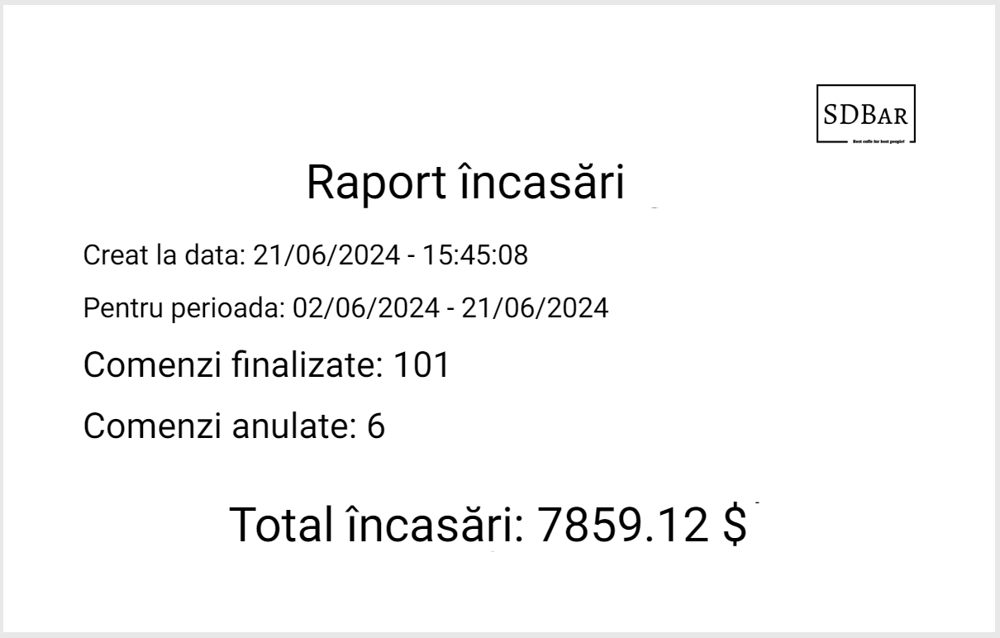 SDBAR
Best coffe for best people!
Raport încasări
Creat la data: 21/06/2024 - 15:45:08
Pentru perioada: 02/06/2024 - 21/06/2024
Comenzi finalizate: 101
Comenzi anulate: 6
Total încasări: 7859.12 $